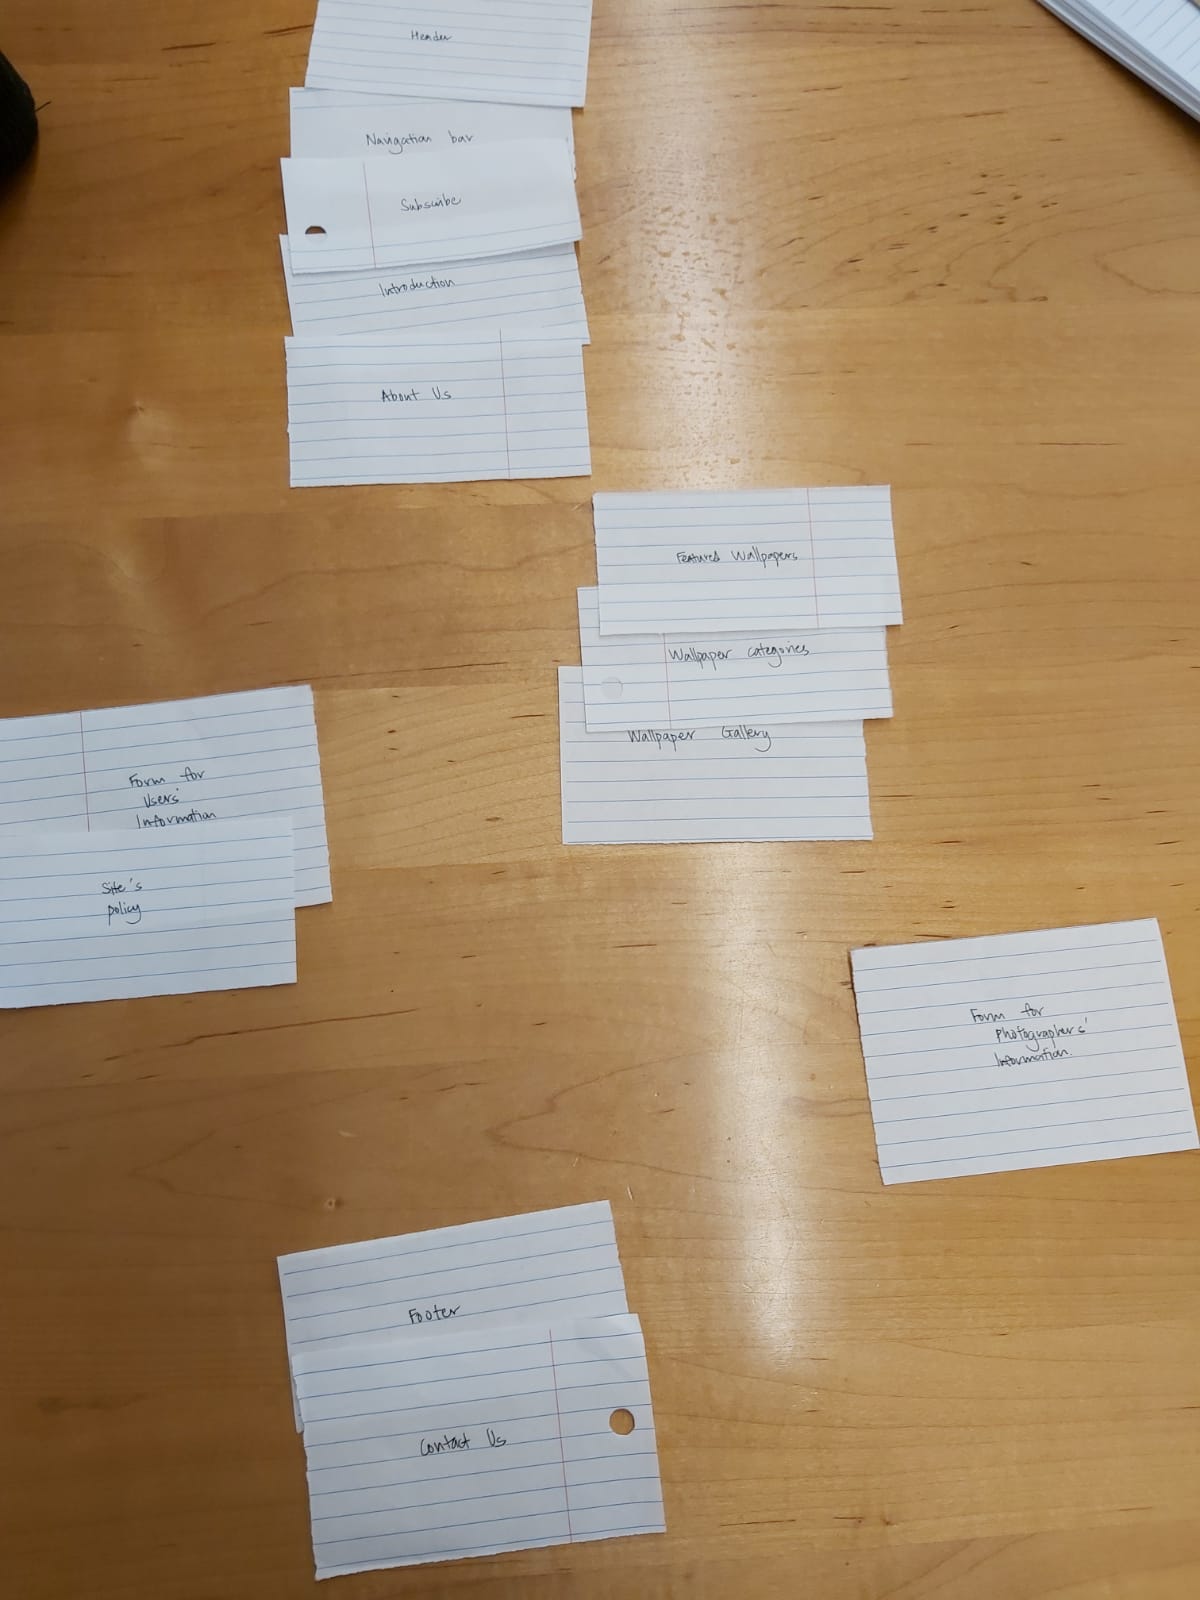 Header
Navigation bar
Subscribe
Introduction
About Us
Featured Wallpapers
Wallpaper categories
Wallpaper Gallery
Form for
Users'
Information
Site's
policy
Form for
Photographers'
Information.
Footer
Contact Us